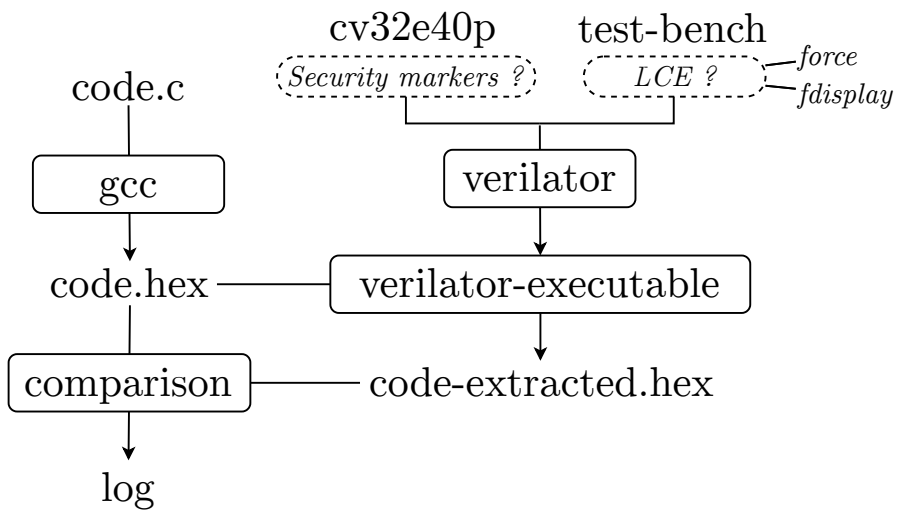 cv32e40p
test-bench
Security markers ?
LCE ?
force
fdisplay
code.c
gcc
verilator
code.hex
verilator-executable
comparison
code-extracted.hex
log